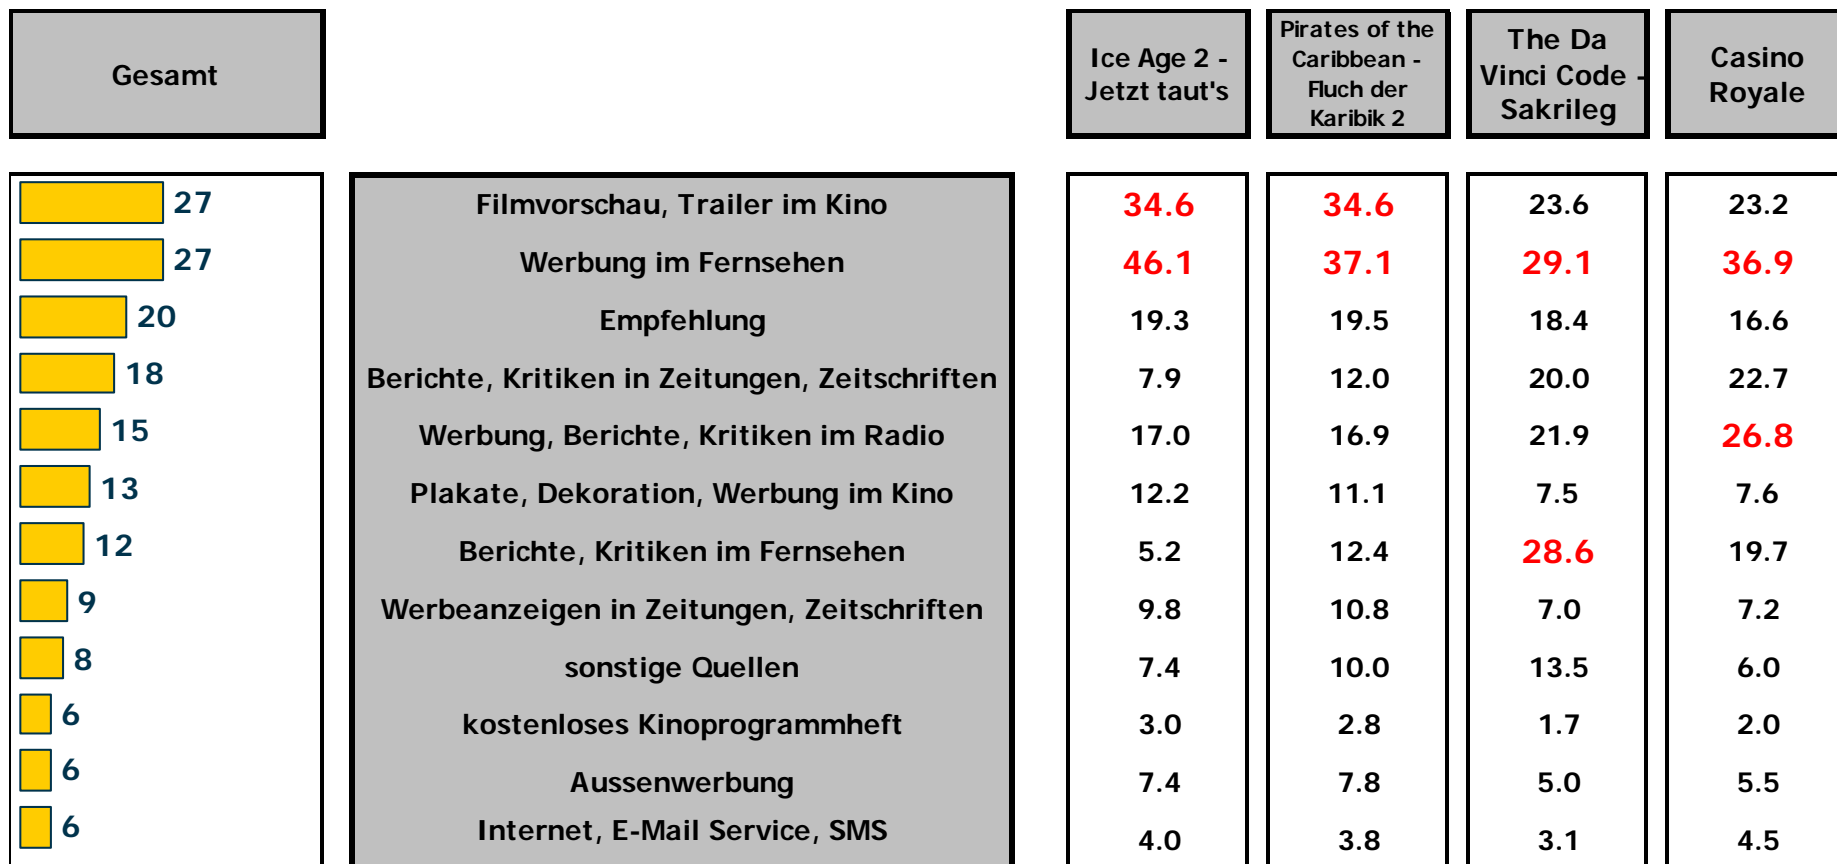 Gesamt
Ice Age 2 -
Jetzt taut's
Pirates of the
Caribbean -
Fluch der
Karibik 2
The Da
Vinci Code -
Sakrileg
Casino
Royale
27 Filmvorschau, Trailer im Kino 34.6 34.6 23.6 23.2
27 Werbung im Fernsehen 46.1 37.1 29.1 36.9
20 Empfehlung 19.3 19.5 18.4 16.6
18 Berichte, Kritiken in Zeitungen, Zeitschriften 7.9 12.0 20.0 22.7
15 Werbung, Berichte, Kritiken im Radio 17.0 16.9 21.9 26.8
13 Plakate, Dekoration, Werbung im Kino 12.2 11.1 7.5 7.6
12 Berichte, Kritiken im Fernsehen 5.2 12.4 28.6 19.7
9 Werbeanzeigen in Zeitungen, Zeitschriften 9.8 10.8 7.0 7.2
8 sonstige Quellen 7.4 10.0 13.5 6.0
6 kostenloses Kinoprogrammheft 3.0 2.8 1.7 2.0
6 Aussenwerbung 7.4 7.8 5.0 5.5
6 Internet, E-Mail Service, SMS 4.0 3.8 3.1 4.5